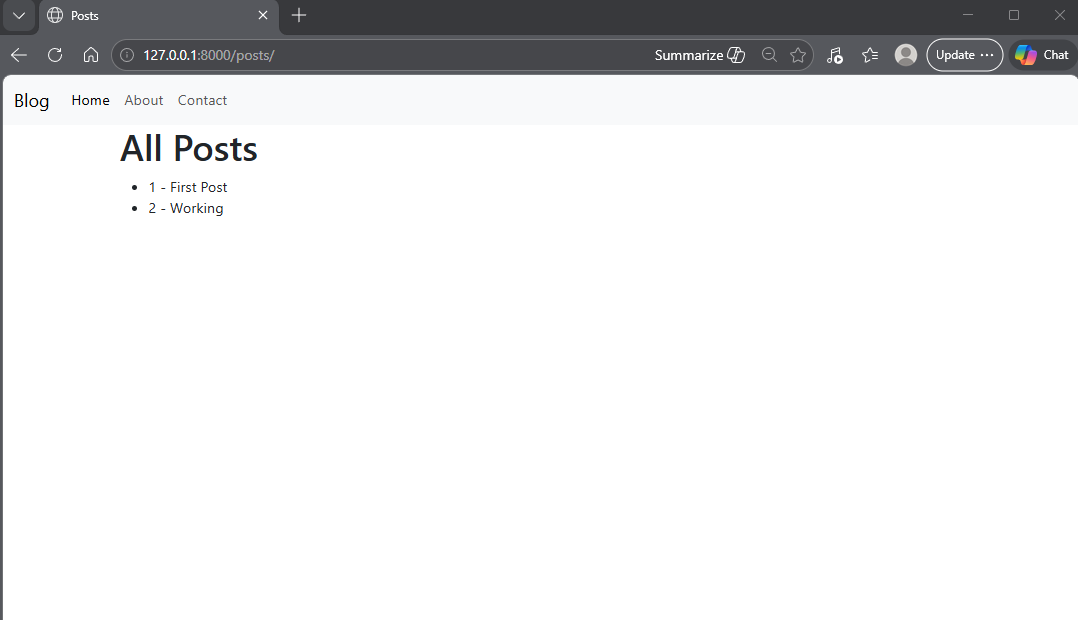 Posts
127.0.0.1:8000/posts/ Summarize Update Chat
Blog Home About Contact
All Posts
1 - First Post
2 - Working